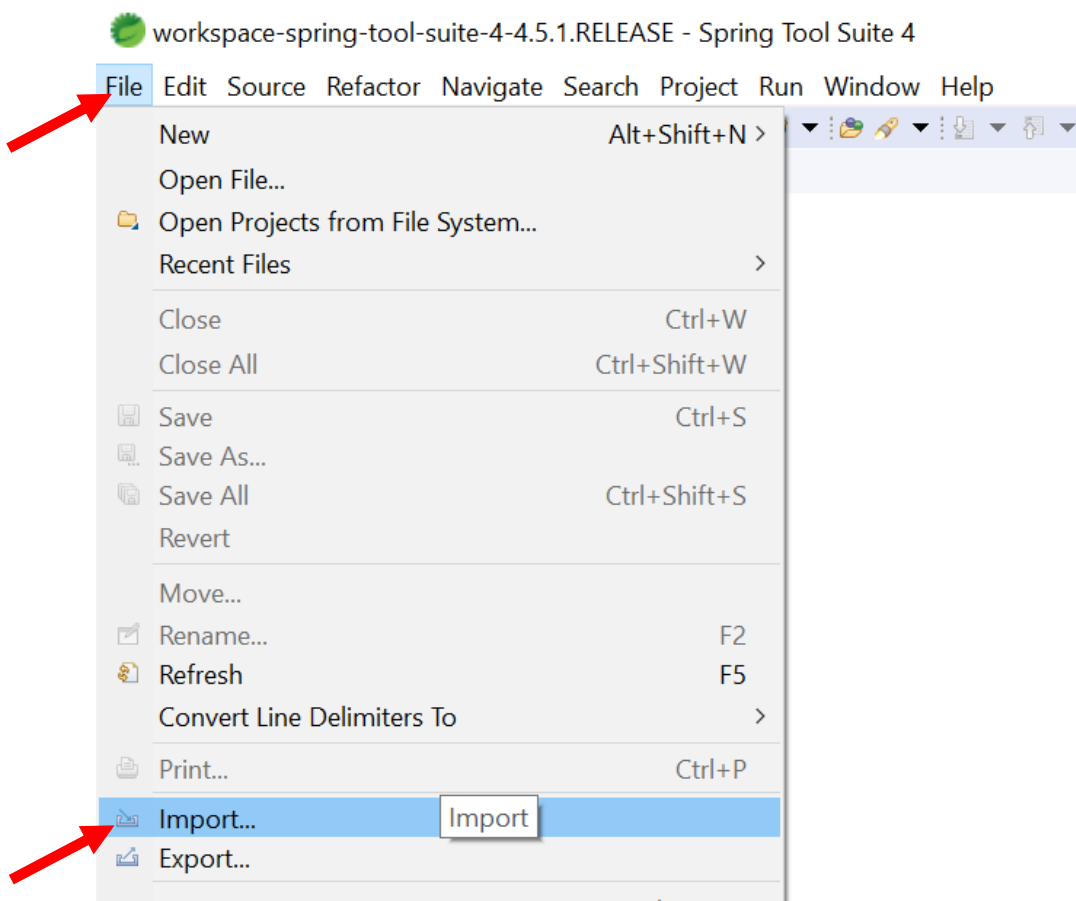 workspace-spring-tool-suite-4-4.5.1.RELEASE - Spring Tool Suite 4
File Edit Source Refactor Navigate Search Project Run Window Help
New Alt+Shift+N >
Open File...
Open Projects from File System...
Recent Files >
Close Ctrl+W
Close All Ctrl+Shift+W
Save Ctrl+S
Save As...
Save All Ctrl+Shift+S
Revert
Move...
Rename... F2
Refresh F5
Convert Line Delimiters To >
Print... Ctrl+P
Import... Import
Export...